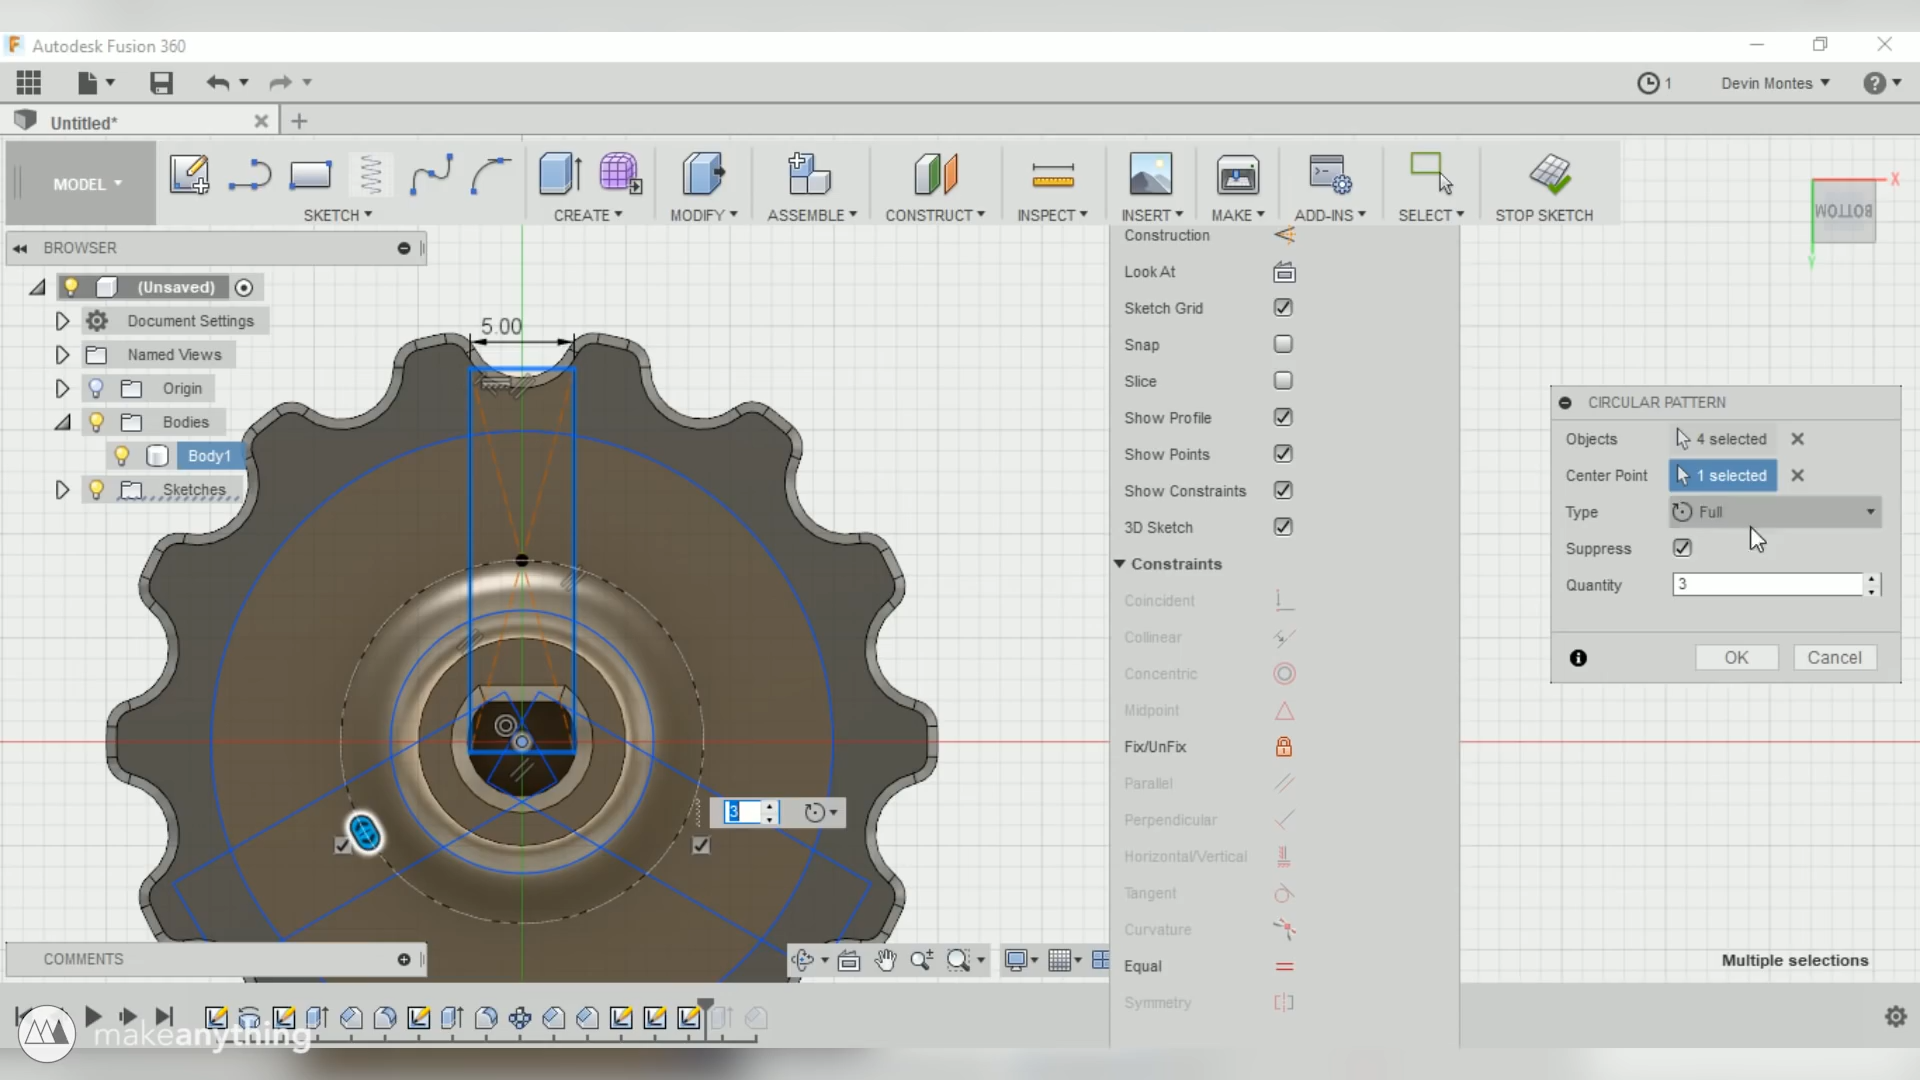 Autodesk Fusion 360
1
Devin Montes
Untitled*
MODEL
SKETCH
CREATE
MODIFY
ASSEMBLE
CONSTRUCT
INSPECT
INSERT
MAKE
ADD-INS
SELECT
STOP SKETCH
BOTTOM
X
Y
BROWSER
(Unsaved)
Document Settings
Named Views
Origin
Bodies
Body1
Sketches
5.00
3
Construction
Look At
Sketch Grid
Snap
Slice
Show Profile
Show Points
Show Constraints
3D Sketch
Constraints
Coincident
Collinear
Concentric
Midpoint
Fix/UnFix
Parallel
Perpendicular
Horizontal/Vertical
Tangent
Curvature
Equal
Symmetry
CIRCULAR PATTERN
Objects 4 selected
Center Point 1 selected
Type Full
Suppress
Quantity 3
OK Cancel
COMMENTS
Multiple selections
makeanything